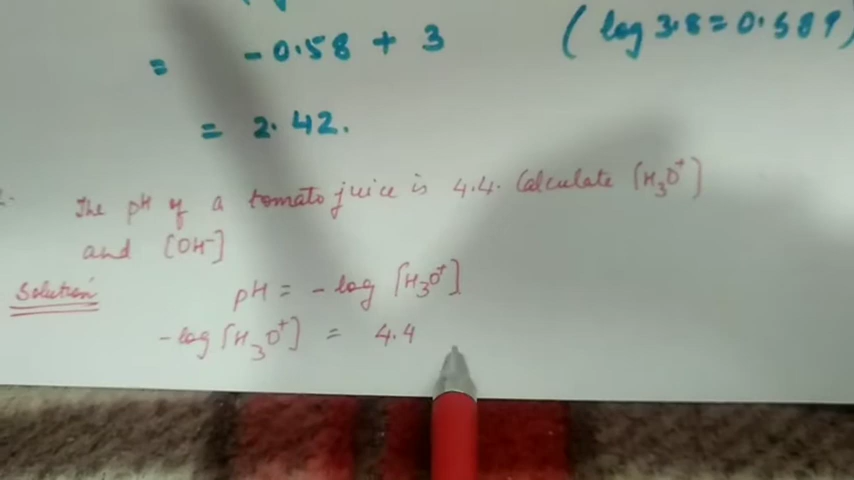 = -0.58 + 3 (log 3.8 = 0.589)
= 2.42.
2. The pH of a tomato juice is 4.4. Calculate [H₃O⁺]
and [OH⁻]
Solution
pH = -log [H₃O⁺]
-log [H₃O⁺] = 4.4